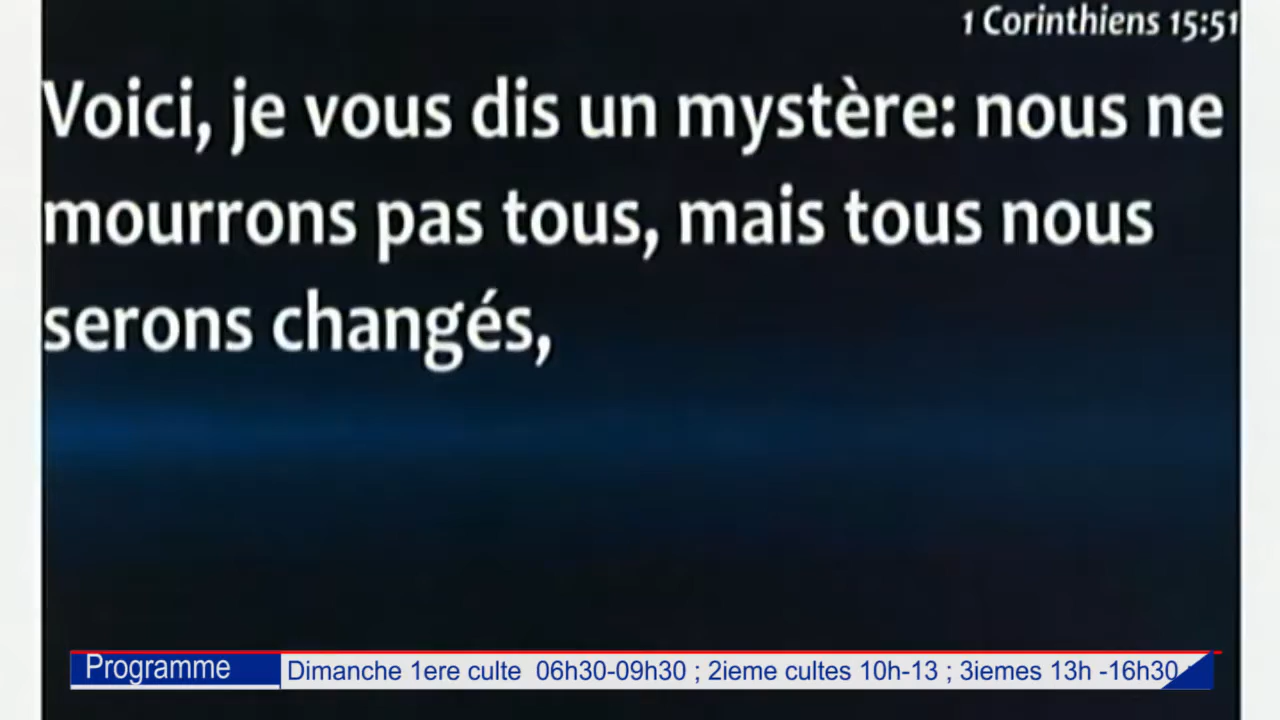 1 Corinthiens 15:51
Voici, je vous dis un mystère: nous ne
mourrons pas tous, mais tous nous
serons changés,
Programme
Dimanche 1ere culte 06h30-09h30 ; 2ieme cultes 10h-13 ; 3iemes 13h -16h30